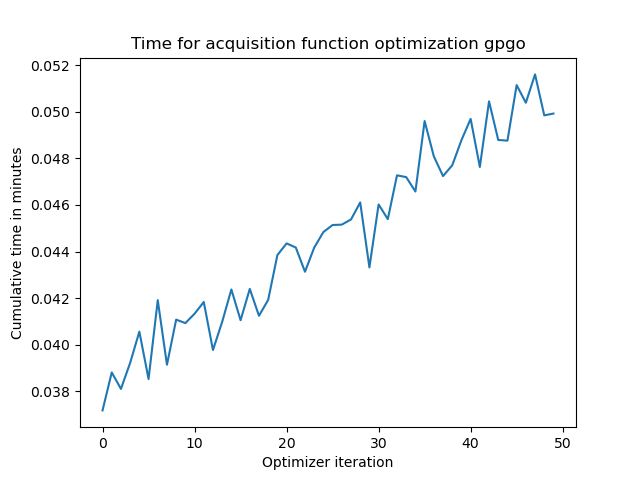 Time for acquisition function optimization gpgo
0.052
0.050
0.048
0.046
0.044
0.042
0.040
0.038
Cumulative time in minutes
0 10 20 30 40 50
Optimizer iteration